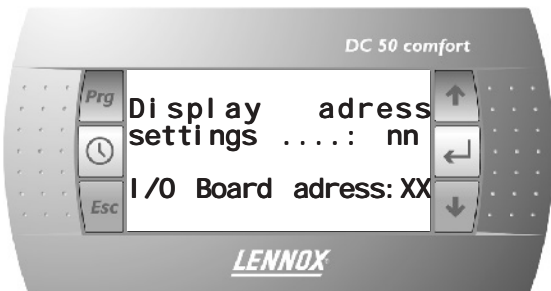 DC 50 comfort
Prg
Display adress
settings ....: nn
I/O Board adress:XX
Esc
LENNOX